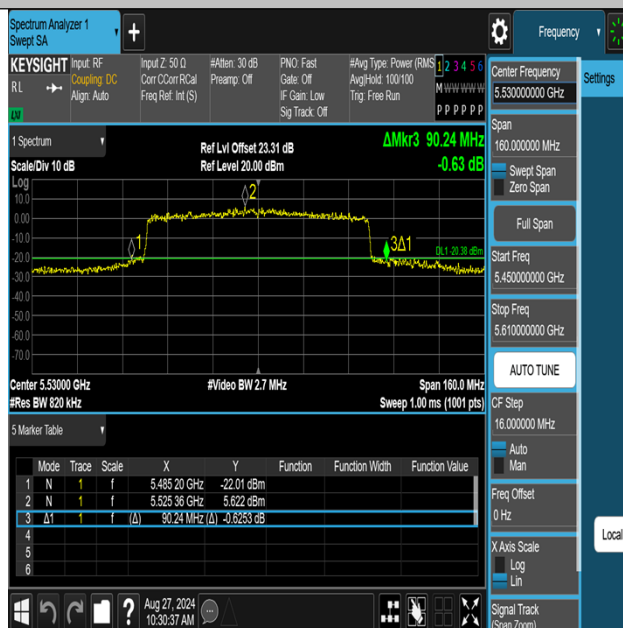 Spectrum Analyzer 1
Swept SA
+
Frequency
KEYSIGHT
RL
LXI
Input: RF
Coupling: DC
Align: Auto
Input Z: 50 Ω
Corr CCorr RCal
Freq Ref: Int (S)
#Atten: 30 dB
Preamp: Off
PNO: Fast
Gate: Off
IF Gain: Low
Sig Track: Off
#Avg Type: Power (RMS
Avg|Hold: 100/100
Trig: Free Run
1 2 3 4 5 6
M W W W W W
P P P P P P
1 Spectrum
Scale/Div 10 dB
Log
Ref Lvl Offset 23.31 dB
Ref Level 20.00 dBm
ΔMkr3 90.24 MHz
-0.63 dB
10.0
0.00
-10.0
-20.0
-30.0
-40.0
-50.0
-60.0
-70.0
1
2
3Δ1
DL1 -20.38 dBm
Center 5.53000 GHz
#Res BW 820 kHz
#Video BW 2.7 MHz
Span 160.0 MHz
Sweep 1.00 ms (1001 pts)
5 Marker Table
Mode Trace Scale X Y Function Function Width Function Value
1 N 1 f 5.485 20 GHz -22.01 dBm
2 N 1 f 5.525 36 GHz 5.622 dBm
3 Δ1 1 f (Δ) 90.24 MHz (Δ) -0.6253 dB
4
5
6
?
Aug 27, 2024
10:30:37 AM
Center Frequency
5.530000000 GHz
Span
160.000000 MHz
Swept Span
Zero Span
Full Span
Start Freq
5.450000000 GHz
Stop Freq
5.610000000 GHz
AUTO TUNE
CF Step
16.000000 MHz
Auto
Man
Freq Offset
0 Hz
X Axis Scale
Log
Lin
Signal Track
(Span Zoom)
Settings
Local